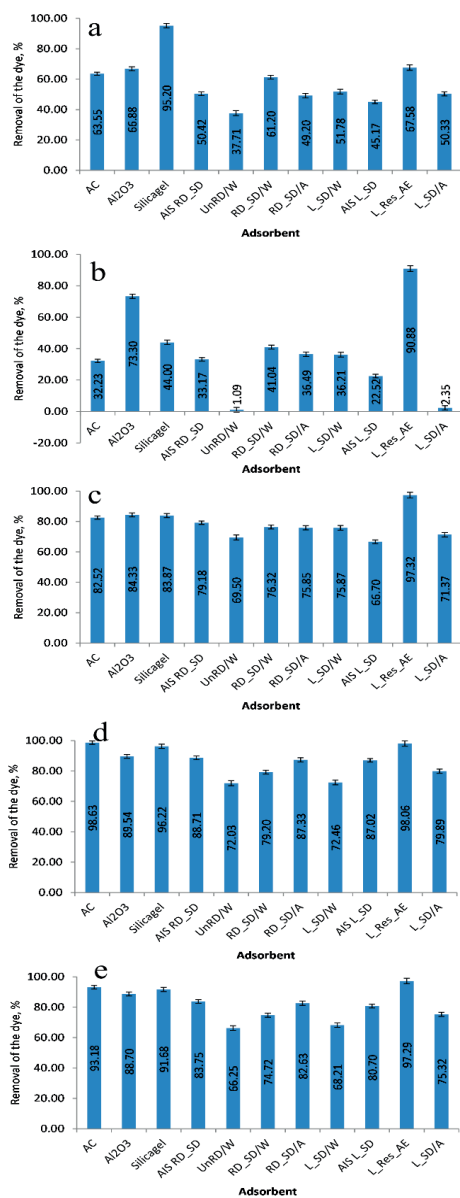 a
Removal of the dye, %
100.00
80.00
60.00
40.00
20.00
0.00
63.55
66.88
95.20
50.42
37.71
61.20
49.20
51.78
45.17
67.58
50.33
AC
Al2O3
Silicagel
AIS RD_SD
UnRD/W
RD_SD/W
RD_SD/A
L_SD/W
AIS L_SD
L_Res_AE
L_SD/A
Adsorbent
b
Removal of the dye, %
100.00
80.00
60.00
40.00
20.00
0.00
-20.00
32.23
73.30
44.00
33.17
1.09
41.04
36.49
36.21
22.52
90.88
2.35
AC
Al2O3
Silicagel
AIS RD_SD
UnRD/W
RD_SD/W
RD_SD/A
L_SD/W
AIS L_SD
L_Res_AE
L_SD/A
c
Removal of the dye, %
100.00
80.00
60.00
40.00
20.00
0.00
82.52
84.33
83.87
79.18
69.50
76.32
75.85
75.87
66.70
97.32
71.37
AC
Al2O3
Silicagel
AIS RD_SD
UnRD/W
RD_SD/W
RD_SD/A
L_SD/W
AIS L_SD
L_Res_AE
L_SD/A
d
Removal of the dye, %
100.00
80.00
60.00
40.00
20.00
0.00
98.63
89.54
96.22
88.71
72.03
79.20
87.33
72.46
87.02
98.06
79.89
AC
Al2O3
Silicagel
AIS RD_SD
UnRD/W
RD_SD/W
RD_SD/A
L_SD/W
AIS L_SD
L_Res_AE
L_SD/A
Adsorbent
e
Removal of the dye, %
100.00
80.00
60.00
40.00
20.00
0.00
93.18
88.70
91.68
83.75
66.25
74.72
82.63
68.21
80.70
97.29
75.32
AC
Al2O3
Silicagel
AIS RD_SD
UnRD/W
RD_SD/W
RD_SD/A
L_SD/W
AIS L_SD
L_Res_AE
L_SD/A
Adsorbent